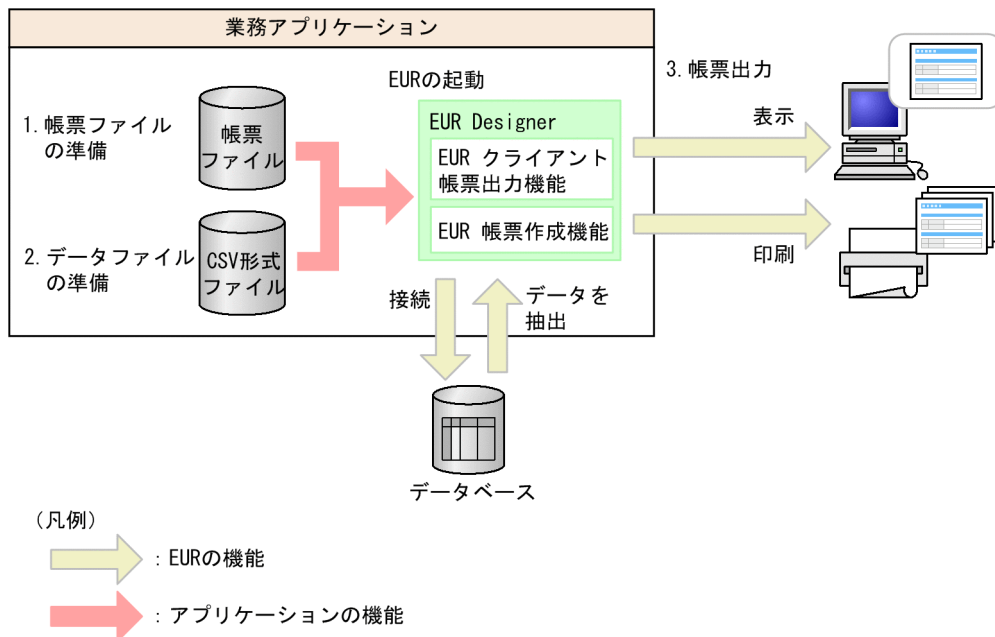 業務アプリケーション
1. 帳票ファイル
の準備
帳票
ファイル
2. データファイル
の準備
CSV形式
ファイル
EURの起動
EUR Designer
EUR クライアント
帳票出力機能
EUR 帳票作成機能
接続
データを
抽出
データベース
3. 帳票出力
表示
印刷
(凡例)
: EURの機能
: アプリケーションの機能